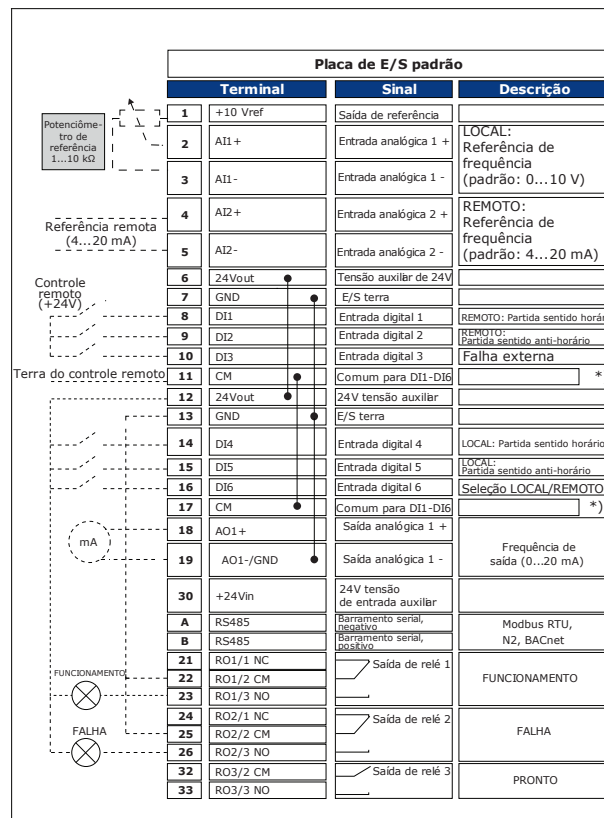 Placa de E/S padrão
Terminal Sinal Descrição
Potenciôme-
tro de
referência
1...10 kΩ
1 +10 Vref Saída de referência
2 AI1+ Entrada analógica 1 +
3 AI1- Entrada analógica 1 -
LOCAL:
Referência de
frequência
(padrão: 0...10 V)
Referência remota
(4...20 mA)
4 AI2+ Entrada analógica 2 +
5 AI2- Entrada analógica 2 -
REMOTO:
Referência de
frequência
(padrão: 4...20 mA)
Controle
remoto
(+24V)
6 24Vout Tensão auxiliar de 24V
7 GND E/S terra
8 DI1 Entrada digital 1 REMOTO: Partida sentido horári
9 DI2 Entrada digital 2 REMOTO:
Partida sentido anti-horário
10 DI3 Entrada digital 3 Falha externa
Terra do controle remoto 11 CM Comum para DI1-DI6 *
12 24Vout 24V tensão auxiliar
13 GND E/S terra
14 DI4 Entrada digital 4 LOCAL: Partida sentido horário
15 DI5 Entrada digital 5 LOCAL:
Partida sentido anti-horário
16 DI6 Entrada digital 6 Seleção LOCAL/REMOTO
17 CM Comum para DI1-DI6 *)
mA
18 AO1+ Saída analógica 1 +
19 AO1-/GND Saída analógica 1 -
Frequência de
saída (0...20 mA)
30 +24Vin 24V tensão
de entrada auxiliar
A RS485 Barramento serial,
negativo
B RS485 Barramento serial,
positivo
Modbus RTU,
N2, BACnet
FUNCIONAMENTO
21 RO1/1 NC Saída de relé 1
22 RO1/2 CM FUNCIONAMENTO
23 RO1/3 NO
FALHA
24 RO2/1 NC Saída de relé 2
25 RO2/2 CM FALHA
26 RO2/3 NO
32 RO3/2 CM Saída de relé 3
33 RO3/3 NO
PRONTO